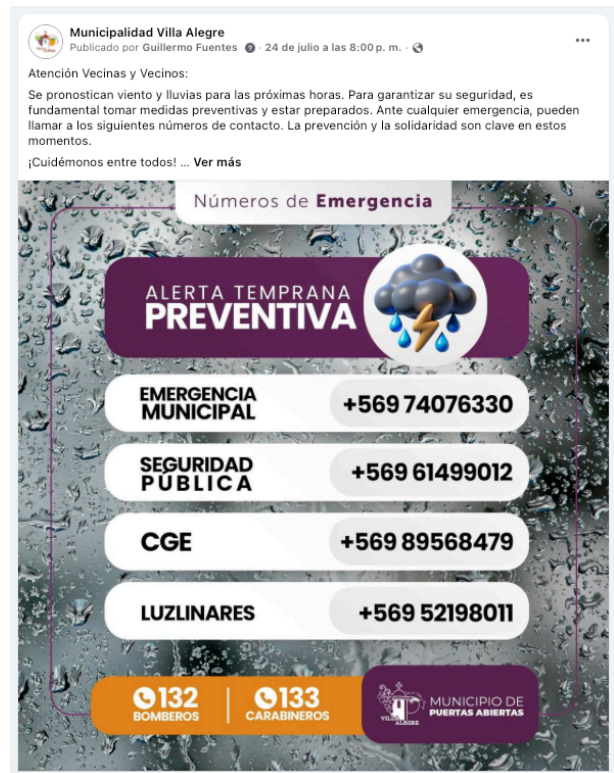 Municipalidad Villa Alegre
Publicado por Guillermo Fuentes · 24 de julio a las 8:00 p. m. ·
Atención Vecinas y Vecinos:
Se pronostican viento y lluvias para las próximas horas. Para garantizar su seguridad, es
fundamental tomar medidas preventivas y estar preparados. Ante cualquier emergencia, pueden
llamar a los siguientes números de contacto. La prevención y la solidaridad son clave en estos
momentos.
¡Cuidémonos entre todos! ... Ver más
Números de Emergencia
ALERTA TEMPRANA
PREVENTIVA
EMERGENCIA
MUNICIPAL
+569 74076330
SEGURIDAD
PÚBLICA
+569 61499012
CGE
+569 89568479
LUZLINARES
+569 52198011
132
BOMBEROS
133
CARABINEROS
VILLA
ALEGRE
MUNICIPIO DE
PUERTAS ABIERTAS